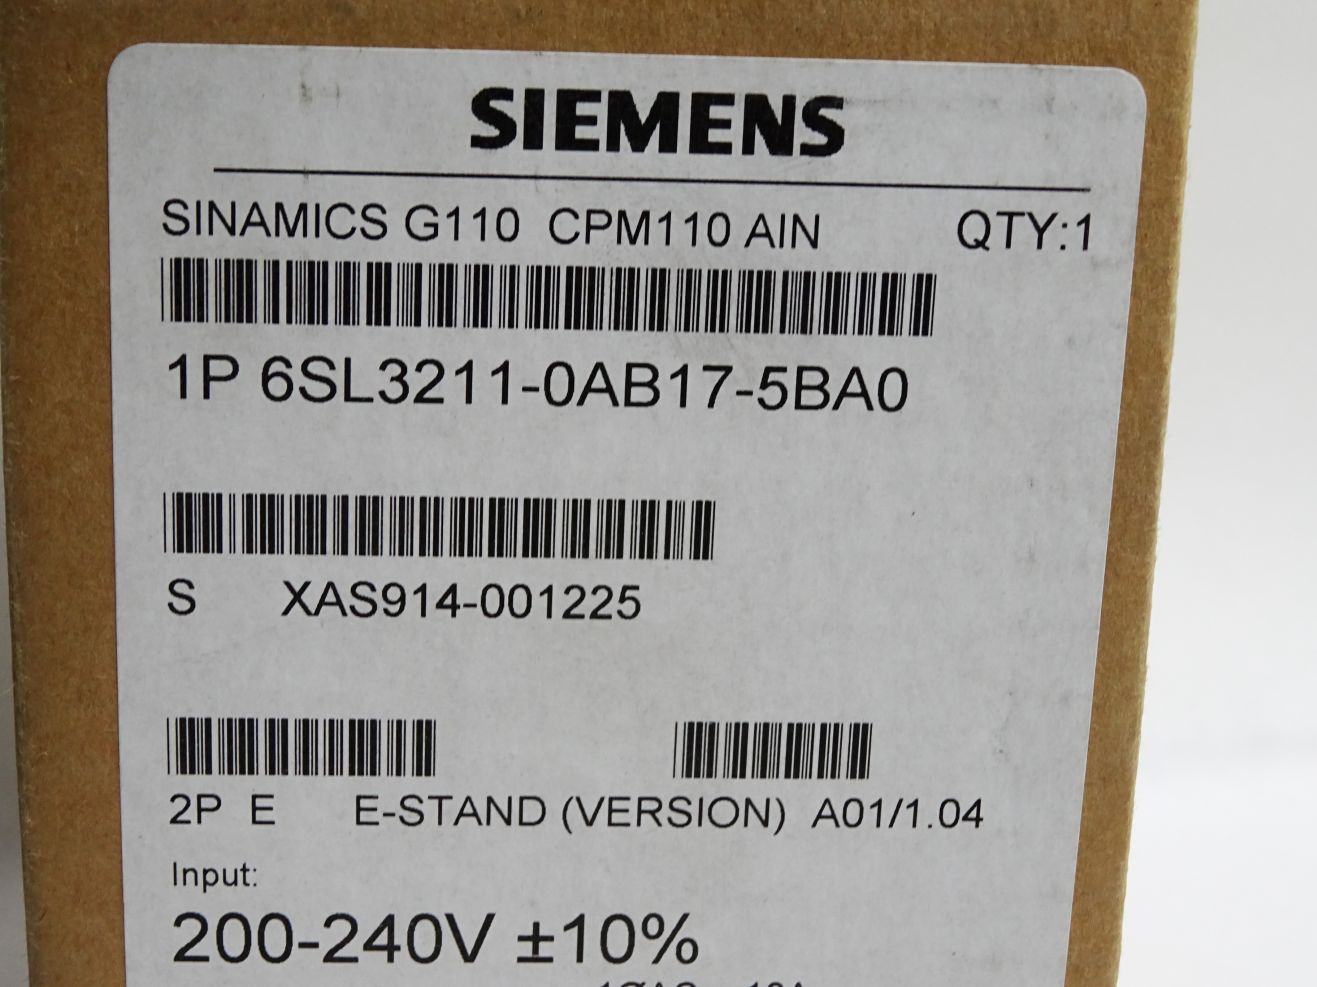 SIEMENS
SINAMICS G110 CPM110 AIN QTY:1
1P 6SL3211-0AB17-5BA0
S XAS914-001225
2P E E-STAND (VERSION) A01/1.04
Input:
200-240V ±10%